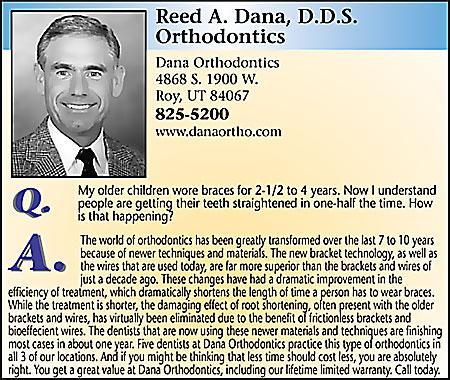 Reed A. Dana, D.D.S.
Orthodontics
Dana Orthodontics
4868 S. 1900 W.
Roy, UT 84067
825-5200
www.danaortho.com
Q. My older children wore braces for 2-1/2 to 4 years. Now I understand
people are getting their teeth straightened in one-half the time. How
is that happening?
A. The world of orthodontics has been greatly transformed over the last 7 to 10 years
because of newer techniques and materials. The new bracket technology, as well as
the wires that are used today, are far more superior than the brackets and wires of
just a decade ago. These changes have had a dramatic improvement in the
efficiency of treatment, which dramatically shortens the length of time a person has to wear braces.
While the treatment is shorter, the damaging effect of root shortening, often present with the older
brackets and wires, has virtually been eliminated due to the benefit of frictionless brackets and
bioeffecient wires. The dentists that are now using these newer materials and techniques are finishing
most cases in about one year. Five dentists at Dana Orthodontics practice this type of orthodontics in
all 3 of our locations. And if you might be thinking that less time should cost less, you are absolutely
right. You get a great value at Dana Orthodontics, including our lifetime limited warranty. Call today.